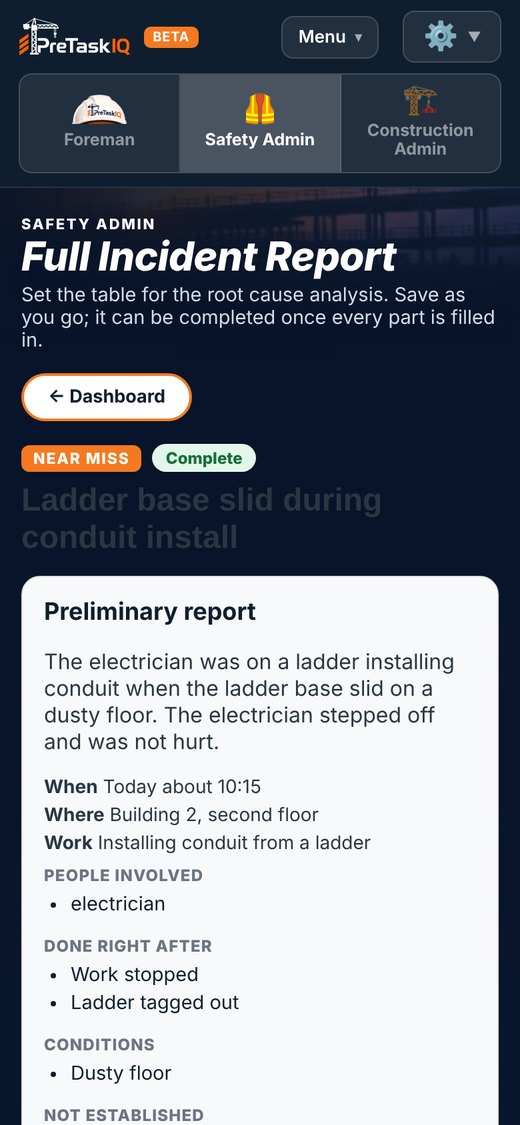 PreTaskIQ
BETA
Menu ▾
▼
PreTaskIQ
Foreman
Safety Admin
Construction
Admin
SAFETY ADMIN
Full Incident Report
Set the table for the root cause analysis. Save as
you go; it can be completed once every part is filled
in.
← Dashboard
NEAR MISS
Complete
Ladder base slid during
conduit install
Preliminary report
The electrician was on a ladder installing
conduit when the ladder base slid on a
dusty floor. The electrician stepped off
and was not hurt.
When Today about 10:15
Where Building 2, second floor
Work Installing conduit from a ladder
PEOPLE INVOLVED
• electrician
DONE RIGHT AFTER
• Work stopped
• Ladder tagged out
CONDITIONS
• Dusty floor
NOT ESTABLISHED